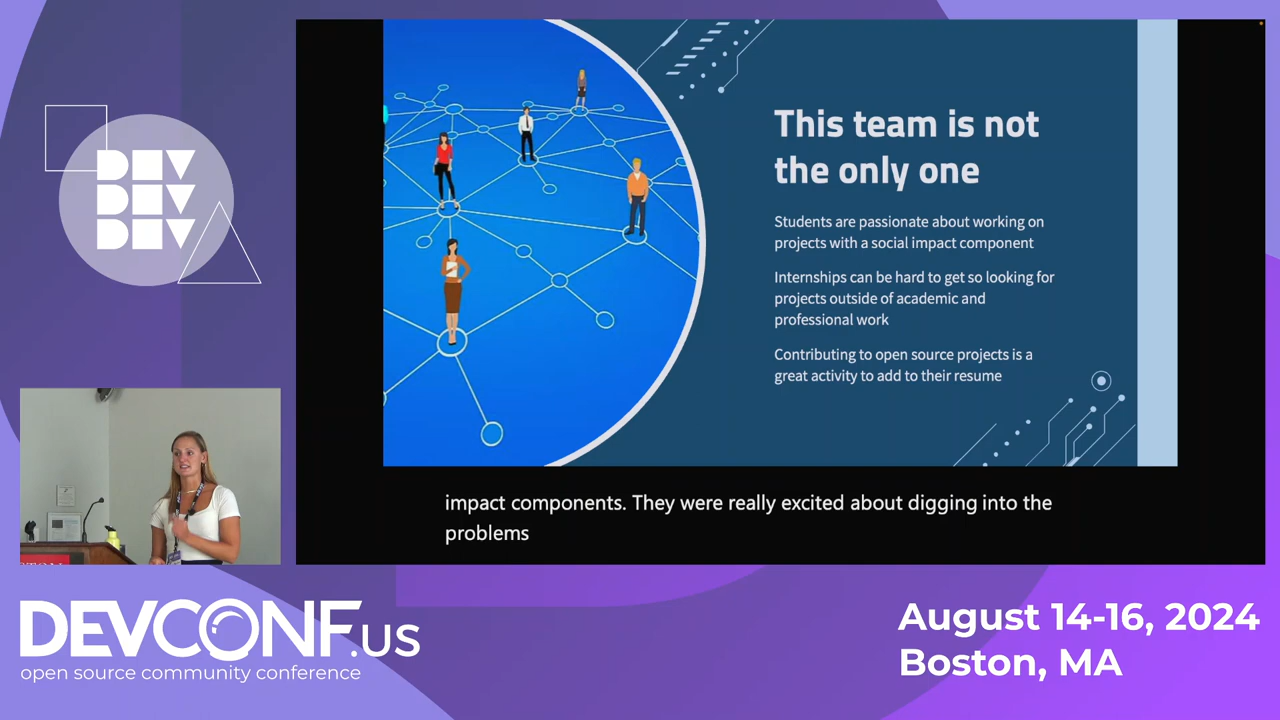 DEV
DEV
DEV
This team is not
the only one
Students are passionate about working on
projects with a social impact component
Internships can be hard to get so looking for
projects outside of academic and
professional work
Contributing to open source projects is a
great activity to add to their resume
impact components. They were really excited about digging into the
problems
DEVCONF.US
open source community conference
August 14-16, 2024
Boston, MA